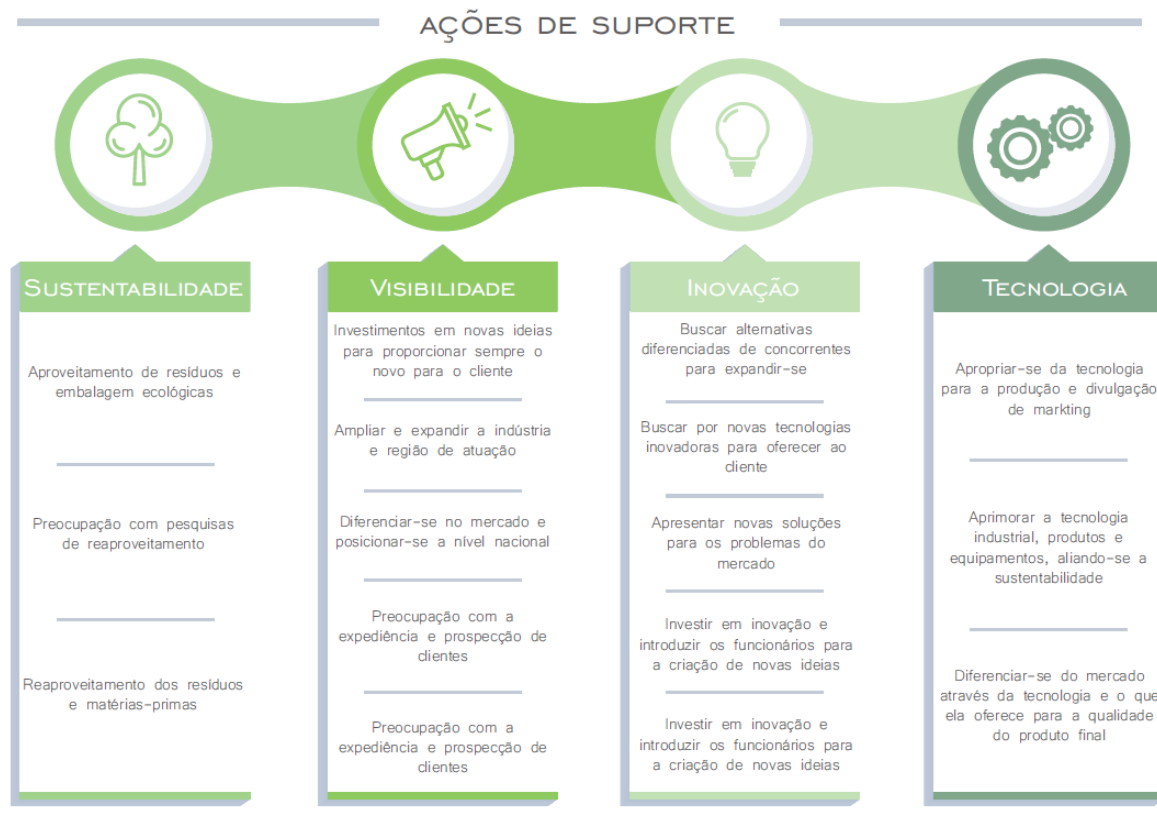 AÇÕES DE SUPORTE
SUSTENTABILIDADE
Aproveitamento de resíduos e
embalagem ecológicas
Preocupação com pesquisas
de reaproveitamento
Reaproveitamento dos resíduos
e matérias-primas
VISIBILIDADE
Investimentos em novas ideias
para proporcionar sempre o
novo para o cliente
Ampliar e expandir a indústria
e região de atuação
Diferenciar-se no mercado e
posicionar-se a nível nacional
Preocupação com a
expediência e prospecção de
clientes
Preocupação com a
expediência e prospecção de
clientes
INOVAÇÃO
Buscar alternativas
diferenciadas de concorrentes
para expandir-se
Buscar por novas tecnologias
inovadoras para oferecer ao
cliente
Apresentar novas soluções
para os problemas do
mercado
Investir em inovação e
introduzir os funcionários para
a criação de novas ideias
Investir em inovação e
introduzir os funcionários para
a criação de novas ideias
TECNOLOGIA
Apropriar-se da tecnologia
para a produção e divulgação
de markting
Aprimorar a tecnologia
industrial, produtos e
equipamentos, aliando-se a
sustentabilidade
Diferenciar-se do mercado
através da tecnologia e o que
ela oferece para a qualidade
do produto final